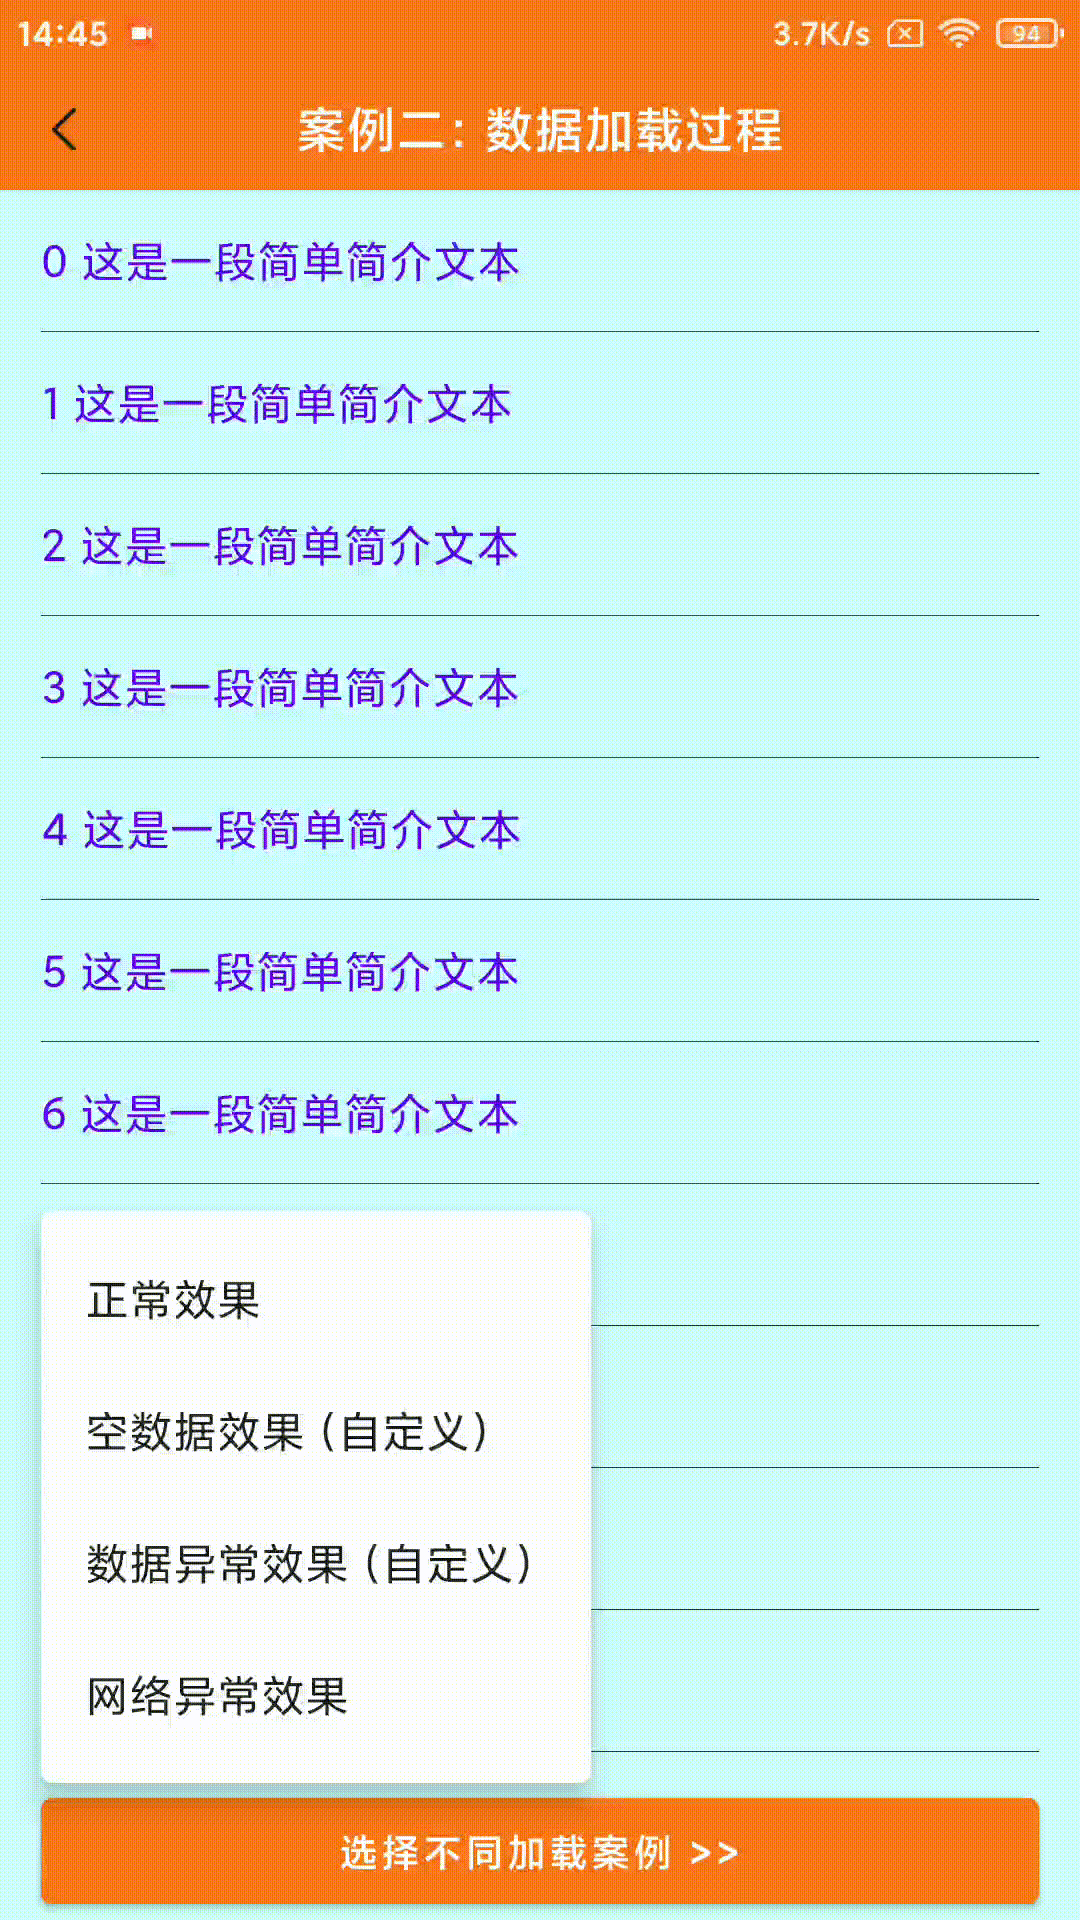 14:45 3.7K/s 94
案例二：数据加载过程
0 这是一段简单简介文本
1 这是一段简单简介文本
2 这是一段简单简介文本
3 这是一段简单简介文本
4 这是一段简单简介文本
5 这是一段简单简介文本
6 这是一段简单简介文本
正常效果
空数据效果（自定义）
数据异常效果（自定义）
网络异常效果
选择不同加载案例 >>